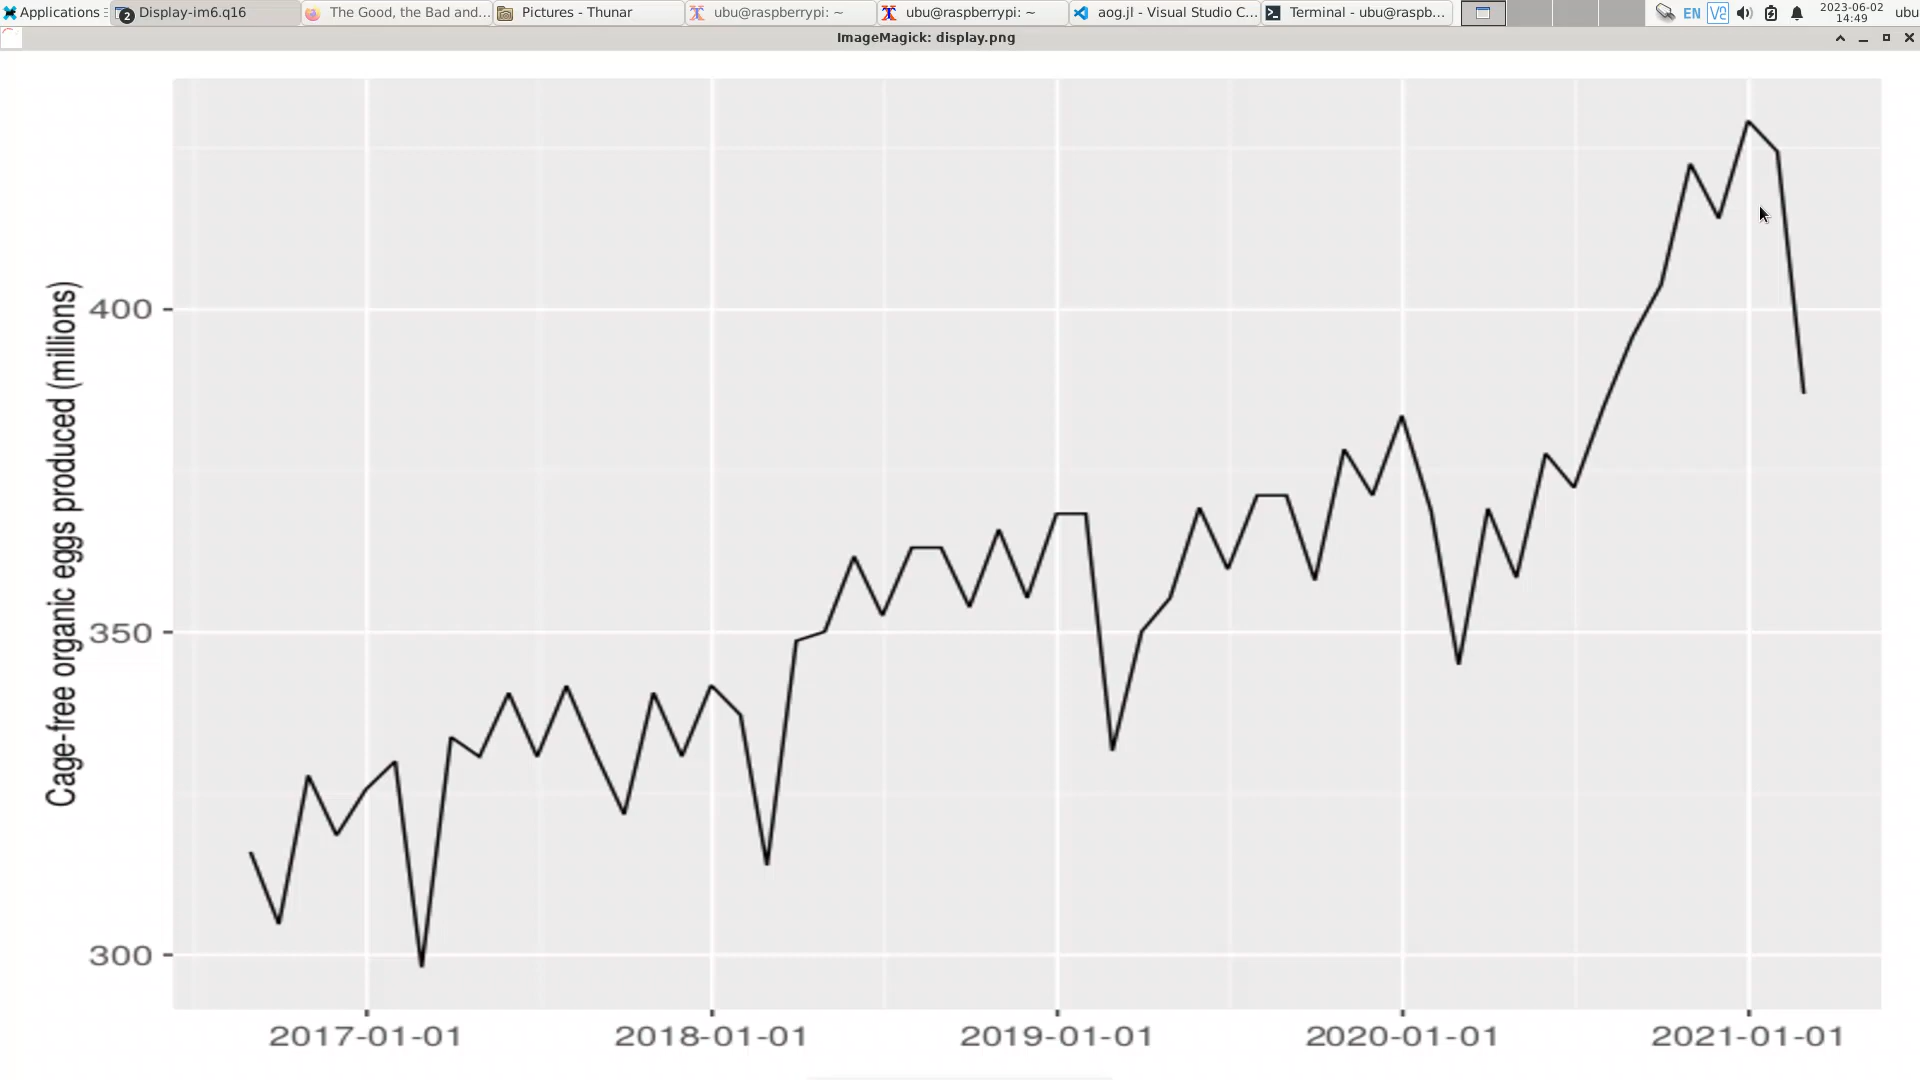 Applications
2 Display-im6.q16
The Good, the Bad and...
Pictures - Thunar
ubu@raspberrypi: ~
ubu@raspberrypi: ~
aog.jl - Visual Studio C...
Terminal - ubu@raspb...
EN
V2
2023-06-02
14:49
ubu
ImageMagick: display.png
Cage-free organic eggs produced (millions)
400
350
300
2017-01-01
2018-01-01
2019-01-01
2020-01-01
2021-01-01